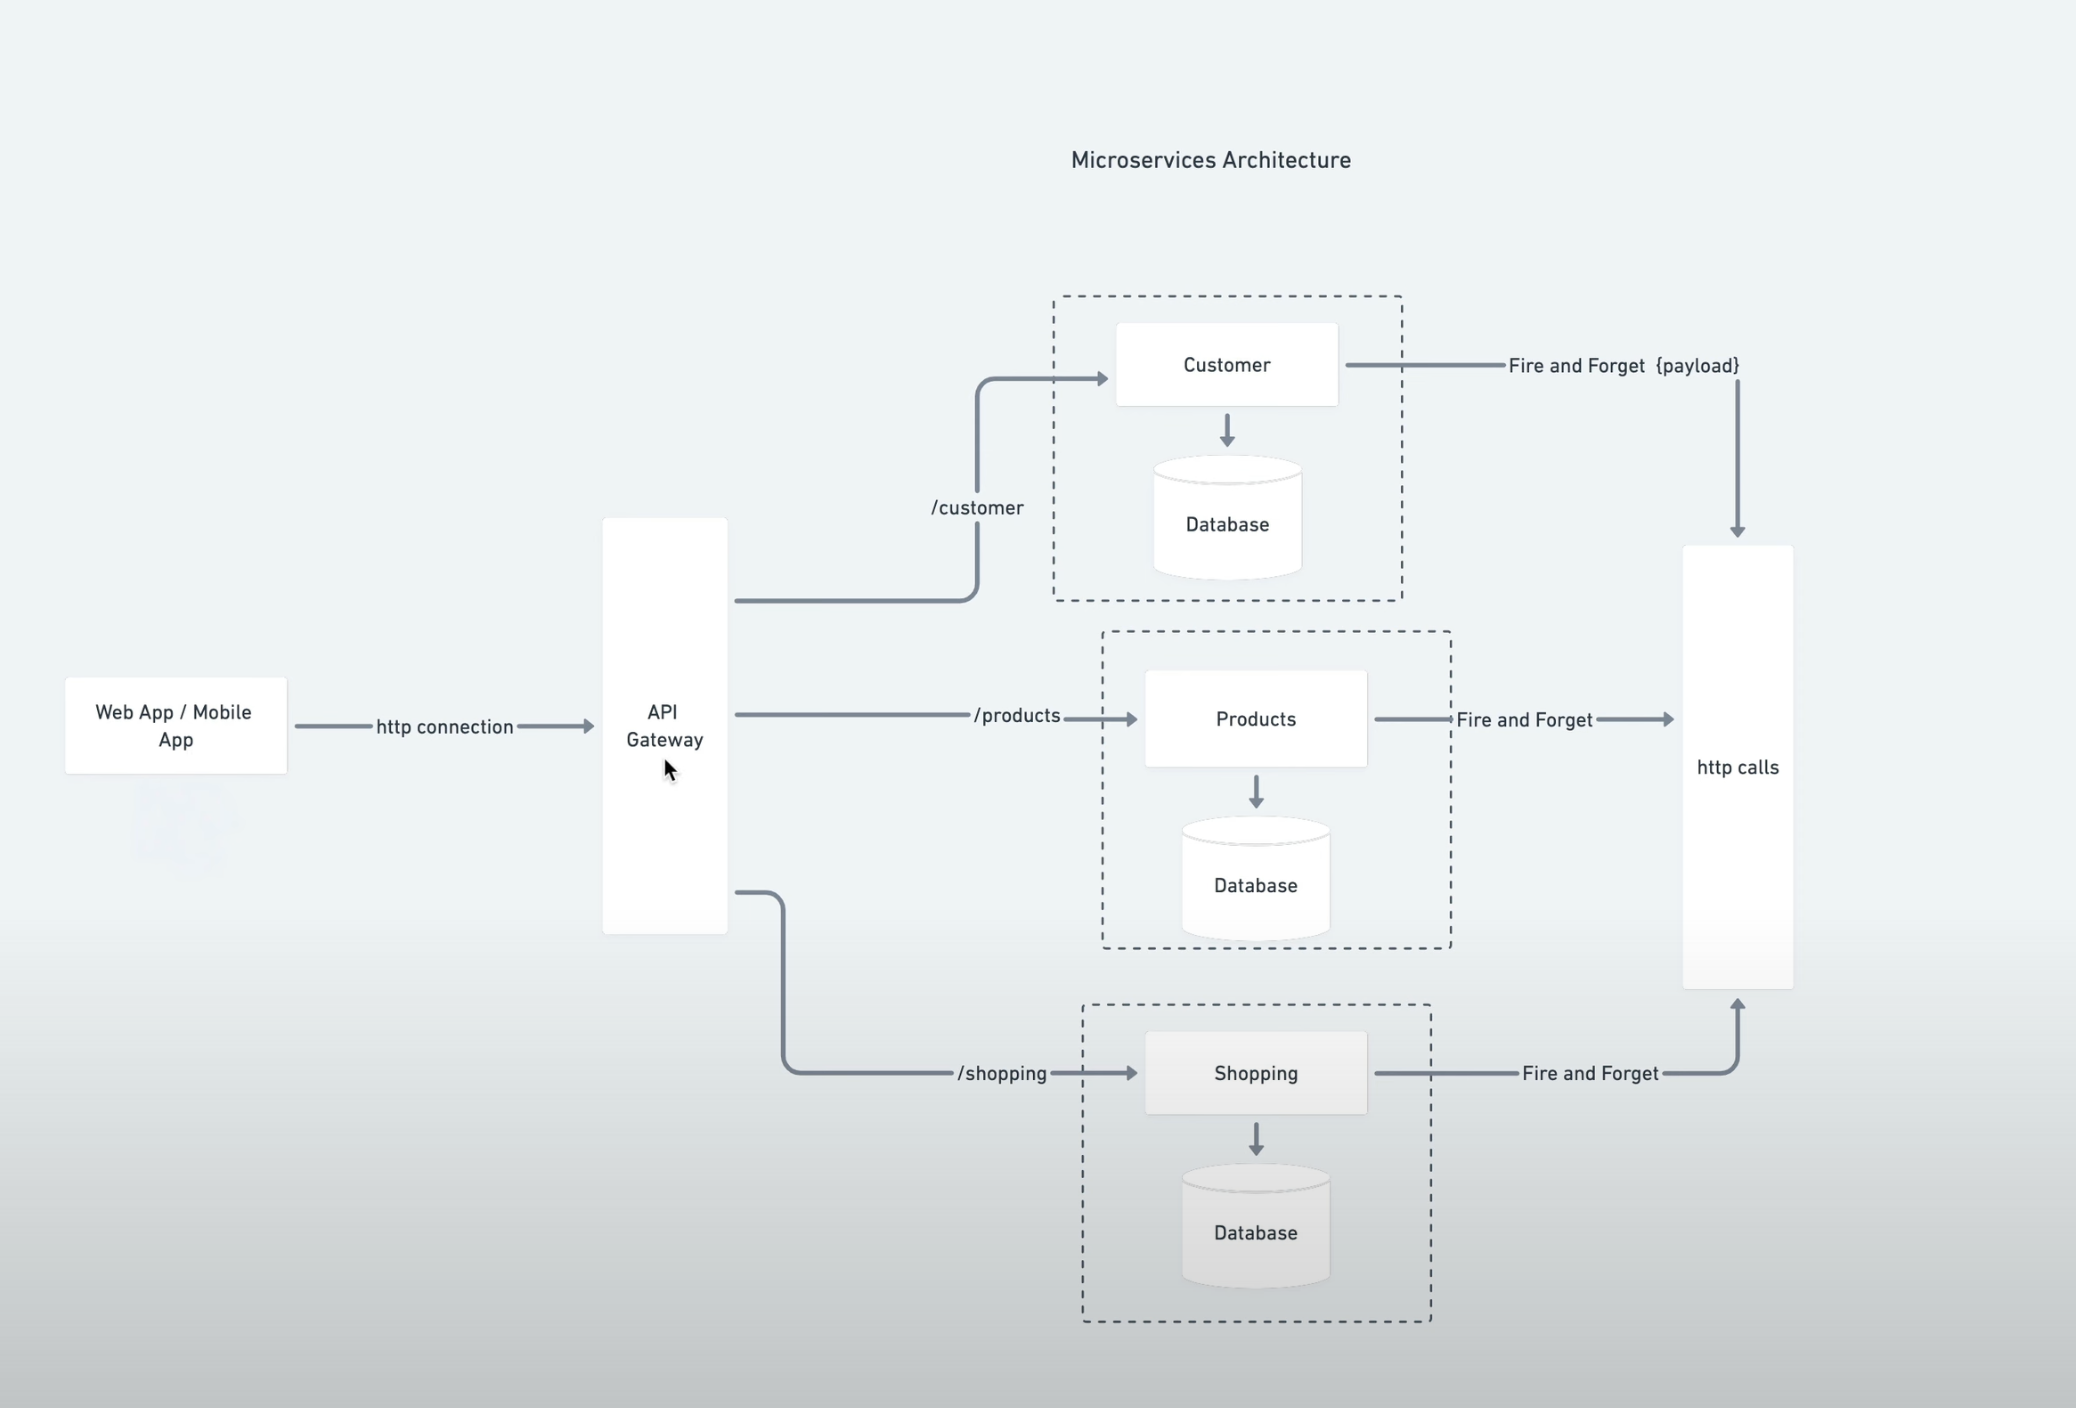 Microservices Architecture
Customer
Fire and Forget {payload}
/customer
Database
Web App / Mobile
App
http connection
API
Gateway
/products
Products
Fire and Forget
http calls
Database
/shopping
Shopping
Fire and Forget
Database